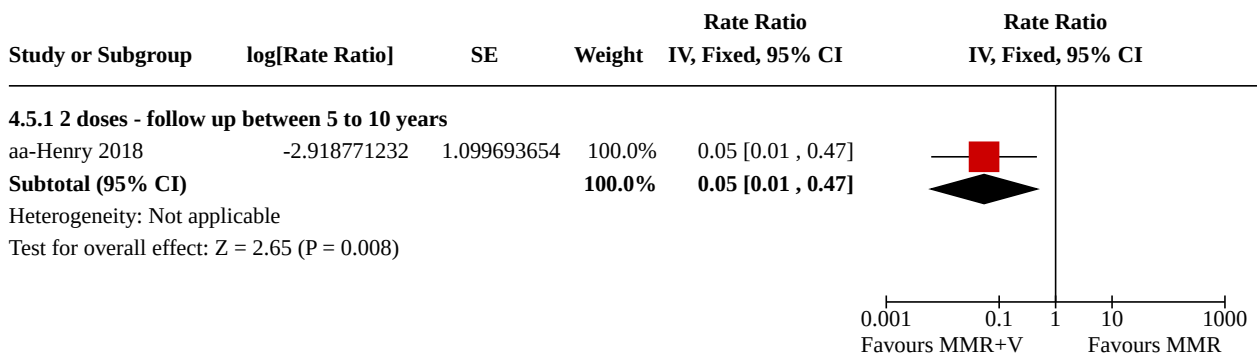 Rate Ratio Rate Ratio
Study or Subgroup log[Rate Ratio] SE Weight IV, Fixed, 95% CI IV, Fixed, 95% CI
4.5.1 2 doses - follow up between 5 to 10 years
aa-Henry 2018 -2.918771232 1.099693654 100.0% 0.05 [0.01 , 0.47]
Subtotal (95% CI) 100.0% 0.05 [0.01 , 0.47]
Heterogeneity: Not applicable
Test for overall effect: Z = 2.65 (P = 0.008)
0.001 0.1 1 10 1000
Favours MMR+V Favours MMR